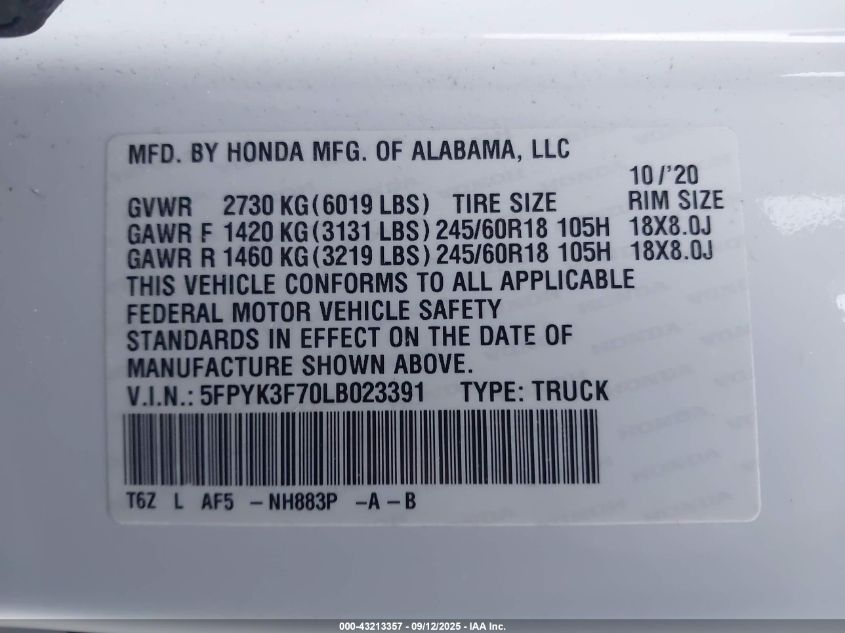 MFD. BY HONDA MFG. OF ALABAMA, LLC
10/'20
GVWR 2730 KG(6019 LBS) TIRE SIZE RIM SIZE
GAWR F 1420 KG(3131 LBS) 245/60R18 105H 18X8.0J
GAWR R 1460 KG(3219 LBS) 245/60R18 105H 18X8.0J
THIS VEHICLE CONFORMS TO ALL APPLICABLE
FEDERAL MOTOR VEHICLE SAFETY
STANDARDS IN EFFECT ON THE DATE OF
MANUFACTURE SHOWN ABOVE.
V.I.N.: 5FPYK3F70LB023391 TYPE: TRUCK
T6Z L AF5 -NH883P -A-B
000-43213357 - 09/12/2025 - IAA Inc.